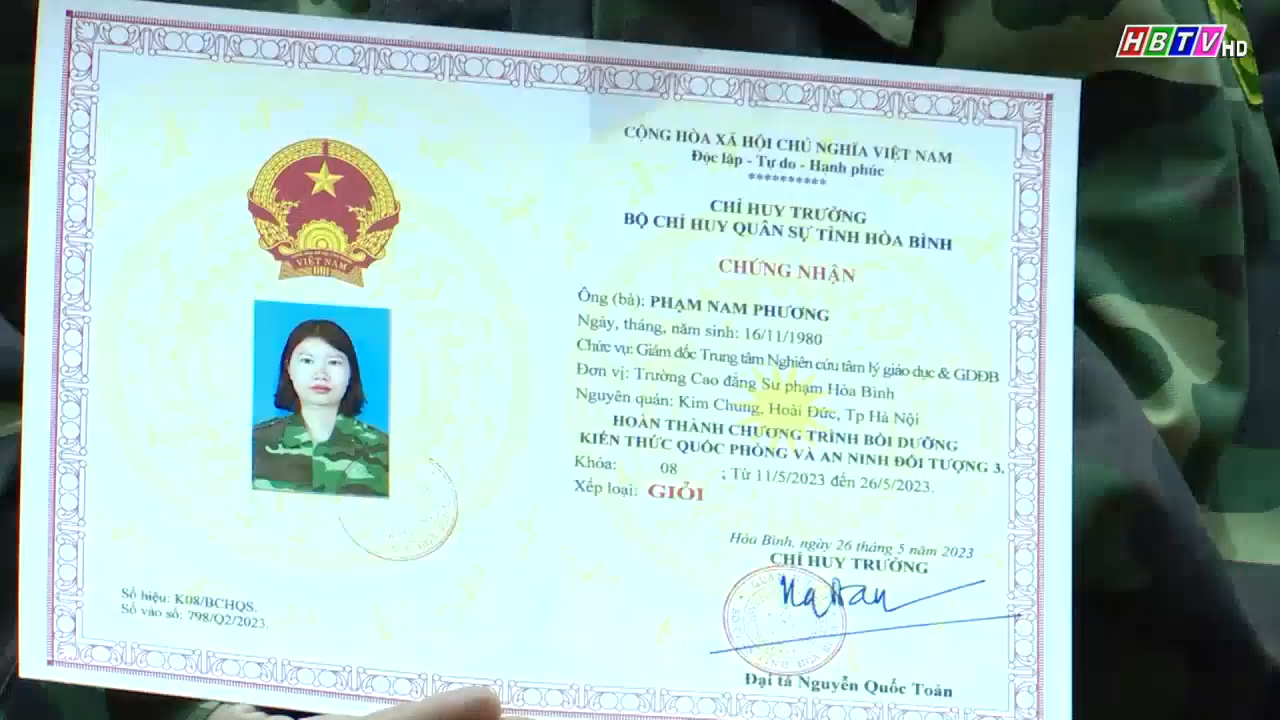 HBTV HD
CỘNG HÒA XÃ HỘI CHỦ NGHĨA VIỆT NAM
Độc lập - Tự do - Hạnh phúc
**********
CHỈ HUY TRƯỞNG
BỘ CHỈ HUY QUÂN SỰ TỈNH HÒA BÌNH
CHỨNG NHẬN
Ông (bà): PHẠM NAM PHƯƠNG
Ngày, tháng, năm sinh: 16/11/1980
Chức vụ: Giám đốc Trung tâm Nghiên cứu tâm lý giáo dục & GDĐB
Đơn vị: Trường Cao đẳng Sư phạm Hòa Bình
Nguyên quán: Kim Chung, Hoài Đức, Tp Hà Nội
HOÀN THÀNH CHƯƠNG TRÌNH BỒI DƯỠNG
KIẾN THỨC QUỐC PHÒNG VÀ AN NINH ĐỐI TƯỢNG 3.
Khóa: 08 ; Từ 11/5/2023 đến 26/5/2023.
Xếp loại: GIỎI
Hòa Bình, ngày 26 tháng 5 năm 2023
CHỈ HUY TRƯỞNG
Đại tá Nguyễn Quốc Toản
VIỆT NAM
Số hiệu: K08/BCHQS.
Số vào sổ: 798/Q2/2023.